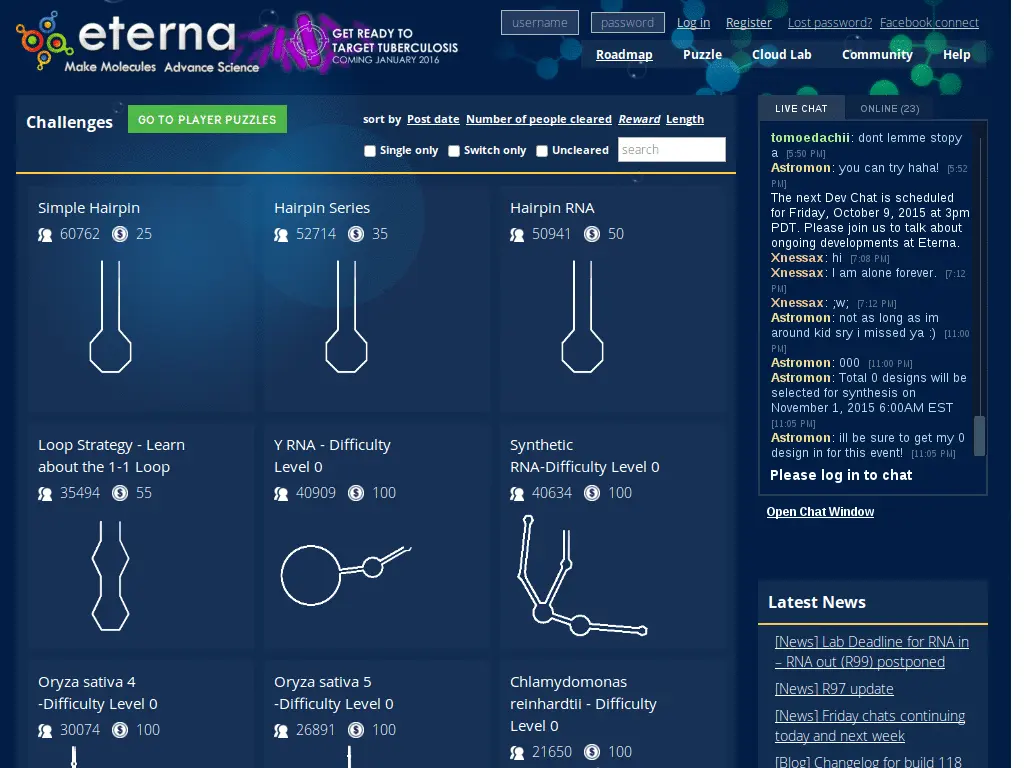 eterna
Make Molecules Advance Science
GET READY TO
TARGET TUBERCULOSIS
COMING JANUARY 2016
username password Log in Register Lost password? Facebook connect
Roadmap Puzzle Cloud Lab Community Help
Challenges
GO TO PLAYER PUZZLES
sort by Post date Number of people cleared Reward Length
Single only Switch only Uncleared search
Simple Hairpin
60762 25
Hairpin Series
52714 35
Hairpin RNA
50941 50
Loop Strategy - Learn
about the 1-1 Loop
35494 55
Y RNA - Difficulty
Level 0
40909 100
Synthetic
RNA-Difficulty Level 0
40634 100
Oryza sativa 4
-Difficulty Level 0
30074 100
Oryza sativa 5
-Difficulty Level 0
26891 100
Chlamydomonas
reinhardtii - Difficulty
Level 0
21650 100
LIVE CHAT ONLINE (23)
tomoedachii: dont lemme stopy
a [5:50 PM]
Astromon: you can try haha! [5:52
PM]
The next Dev Chat is scheduled
for Friday, October 9, 2015 at 3pm
PDT. Please join us to talk about
ongoing developments at Eterna.
Xnessax: hi [7:08 PM]
Xnessax: I am alone forever. [7:12
PM]
Xnessax: ;w; [7:12 PM]
Astromon: not as long as im
around kid sry i missed ya :) [11:00
PM]
Astromon: 000 [11:00 PM]
Astromon: Total 0 designs will be
selected for synthesis on
November 1, 2015 6:00AM EST
[11:05 PM]
Astromon: ill be sure to get my 0
design in for this event! [11:05 PM]
Please log in to chat
Open Chat Window
Latest News
[News] Lab Deadline for RNA in
– RNA out (R99) postponed
[News] R97 update
[News] Friday chats continuing
today and next week
[Blog] Changelog for build 118